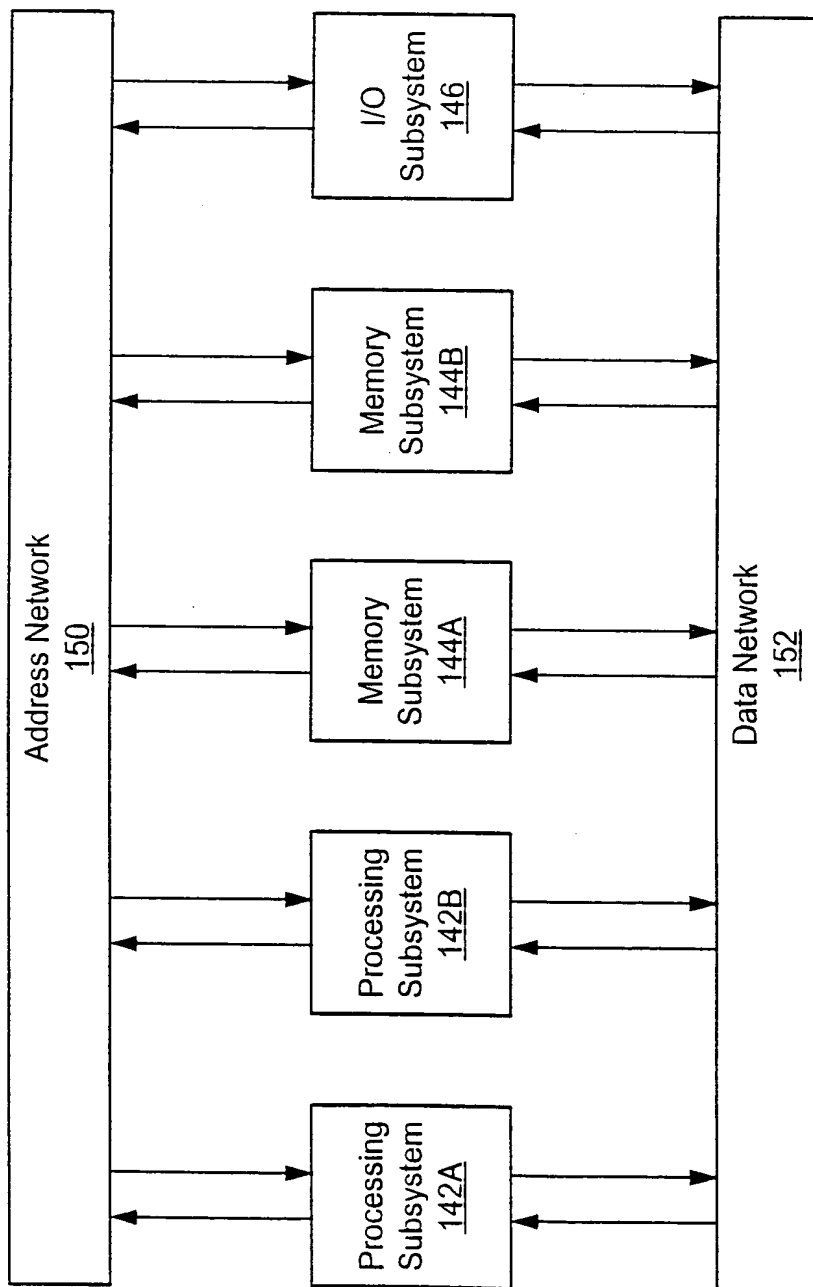 Address Network
150
Processing
Subsystem
142A
Processing
Subsystem
142B
Memory
Subsystem
144A
Memory
Subsystem
144B
I/O
Subsystem
146
Data Network
152